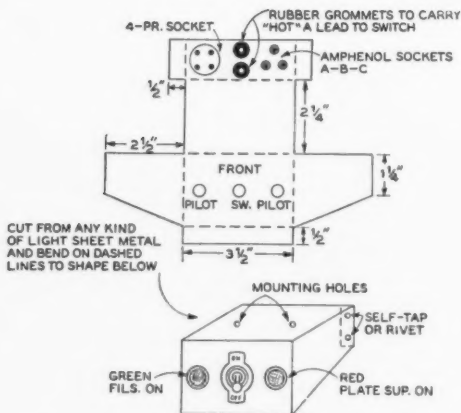 RUBBER GROMMETS TO CARRY
"HOT" A LEAD TO SWITCH
4-PR. SOCKET
AMPHENOL SOCKETS
A-B-C
1/2"
2 1/4"
2 1/2"
FRONT
1 1/4"
PILOT SW. PILOT
1/2"
3 1/2"
CUT FROM ANY KIND
OF LIGHT SHEET METAL
AND BEND ON DASHED
LINES TO SHAPE BELOW
MOUNTING HOLES
SELF-TAP
OR RIVET
ON
OFF
GREEN
FILS. ON
RED
PLATE SUP. ON